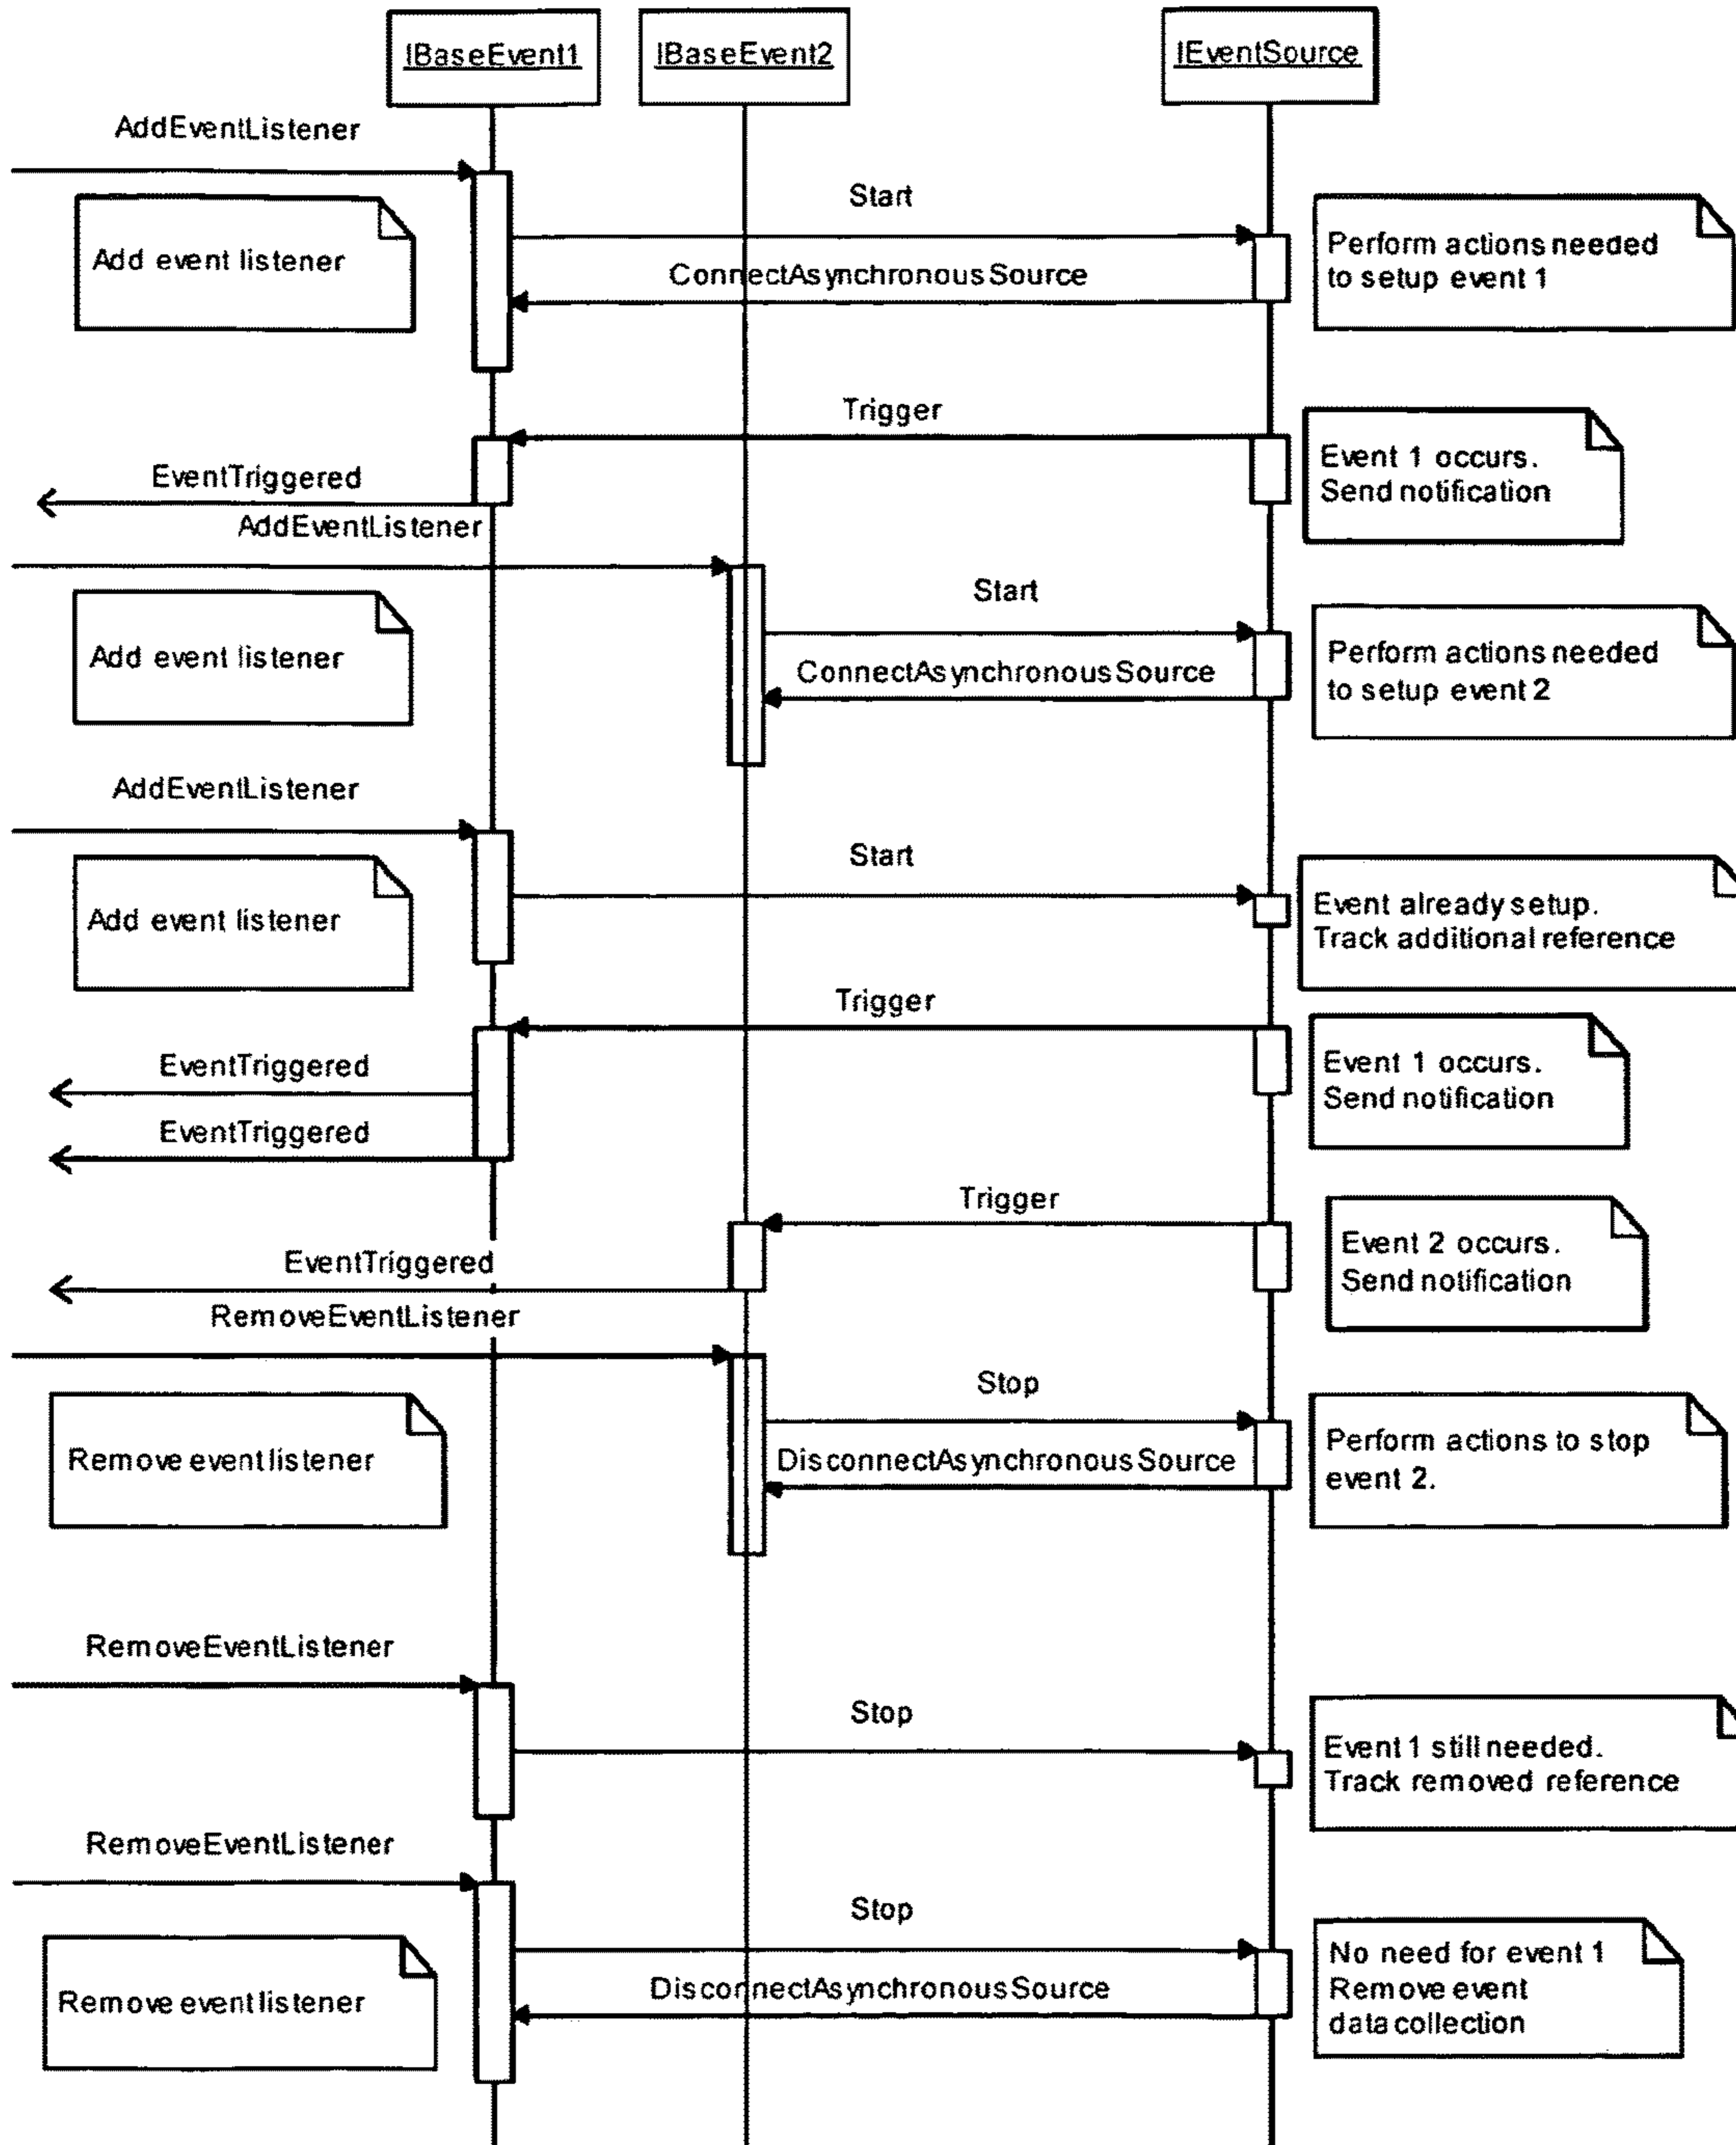 IBaseEvent1
IBaseEvent2
IEventSource
AddEventListener
Start
Add event listener
ConnectAsynchronousSource
Perform actions needed
to setup event 1
Trigger
EventTriggered
Event 1 occurs.
Send notification
AddEventListener
Start
Add event listener
ConnectAsynchronousSource
Perform actions needed
to setup event 2
AddEventListener
Start
Add event listener
Event already setup.
Track additional reference
Trigger
EventTriggered
EventTriggered
Event 1 occurs.
Send notification
Trigger
EventTriggered
Event 2 occurs.
Send notification
RemoveEventListener
Stop
Remove event listener
DisconnectAsynchronousSource
Perform actions to stop
event 2.
RemoveEventListener
Stop
Event 1 still needed.
Track removed reference
RemoveEventListener
Stop
Remove event listener
DisconnectAsynchronousSource
No need for event 1
Remove event
data collection